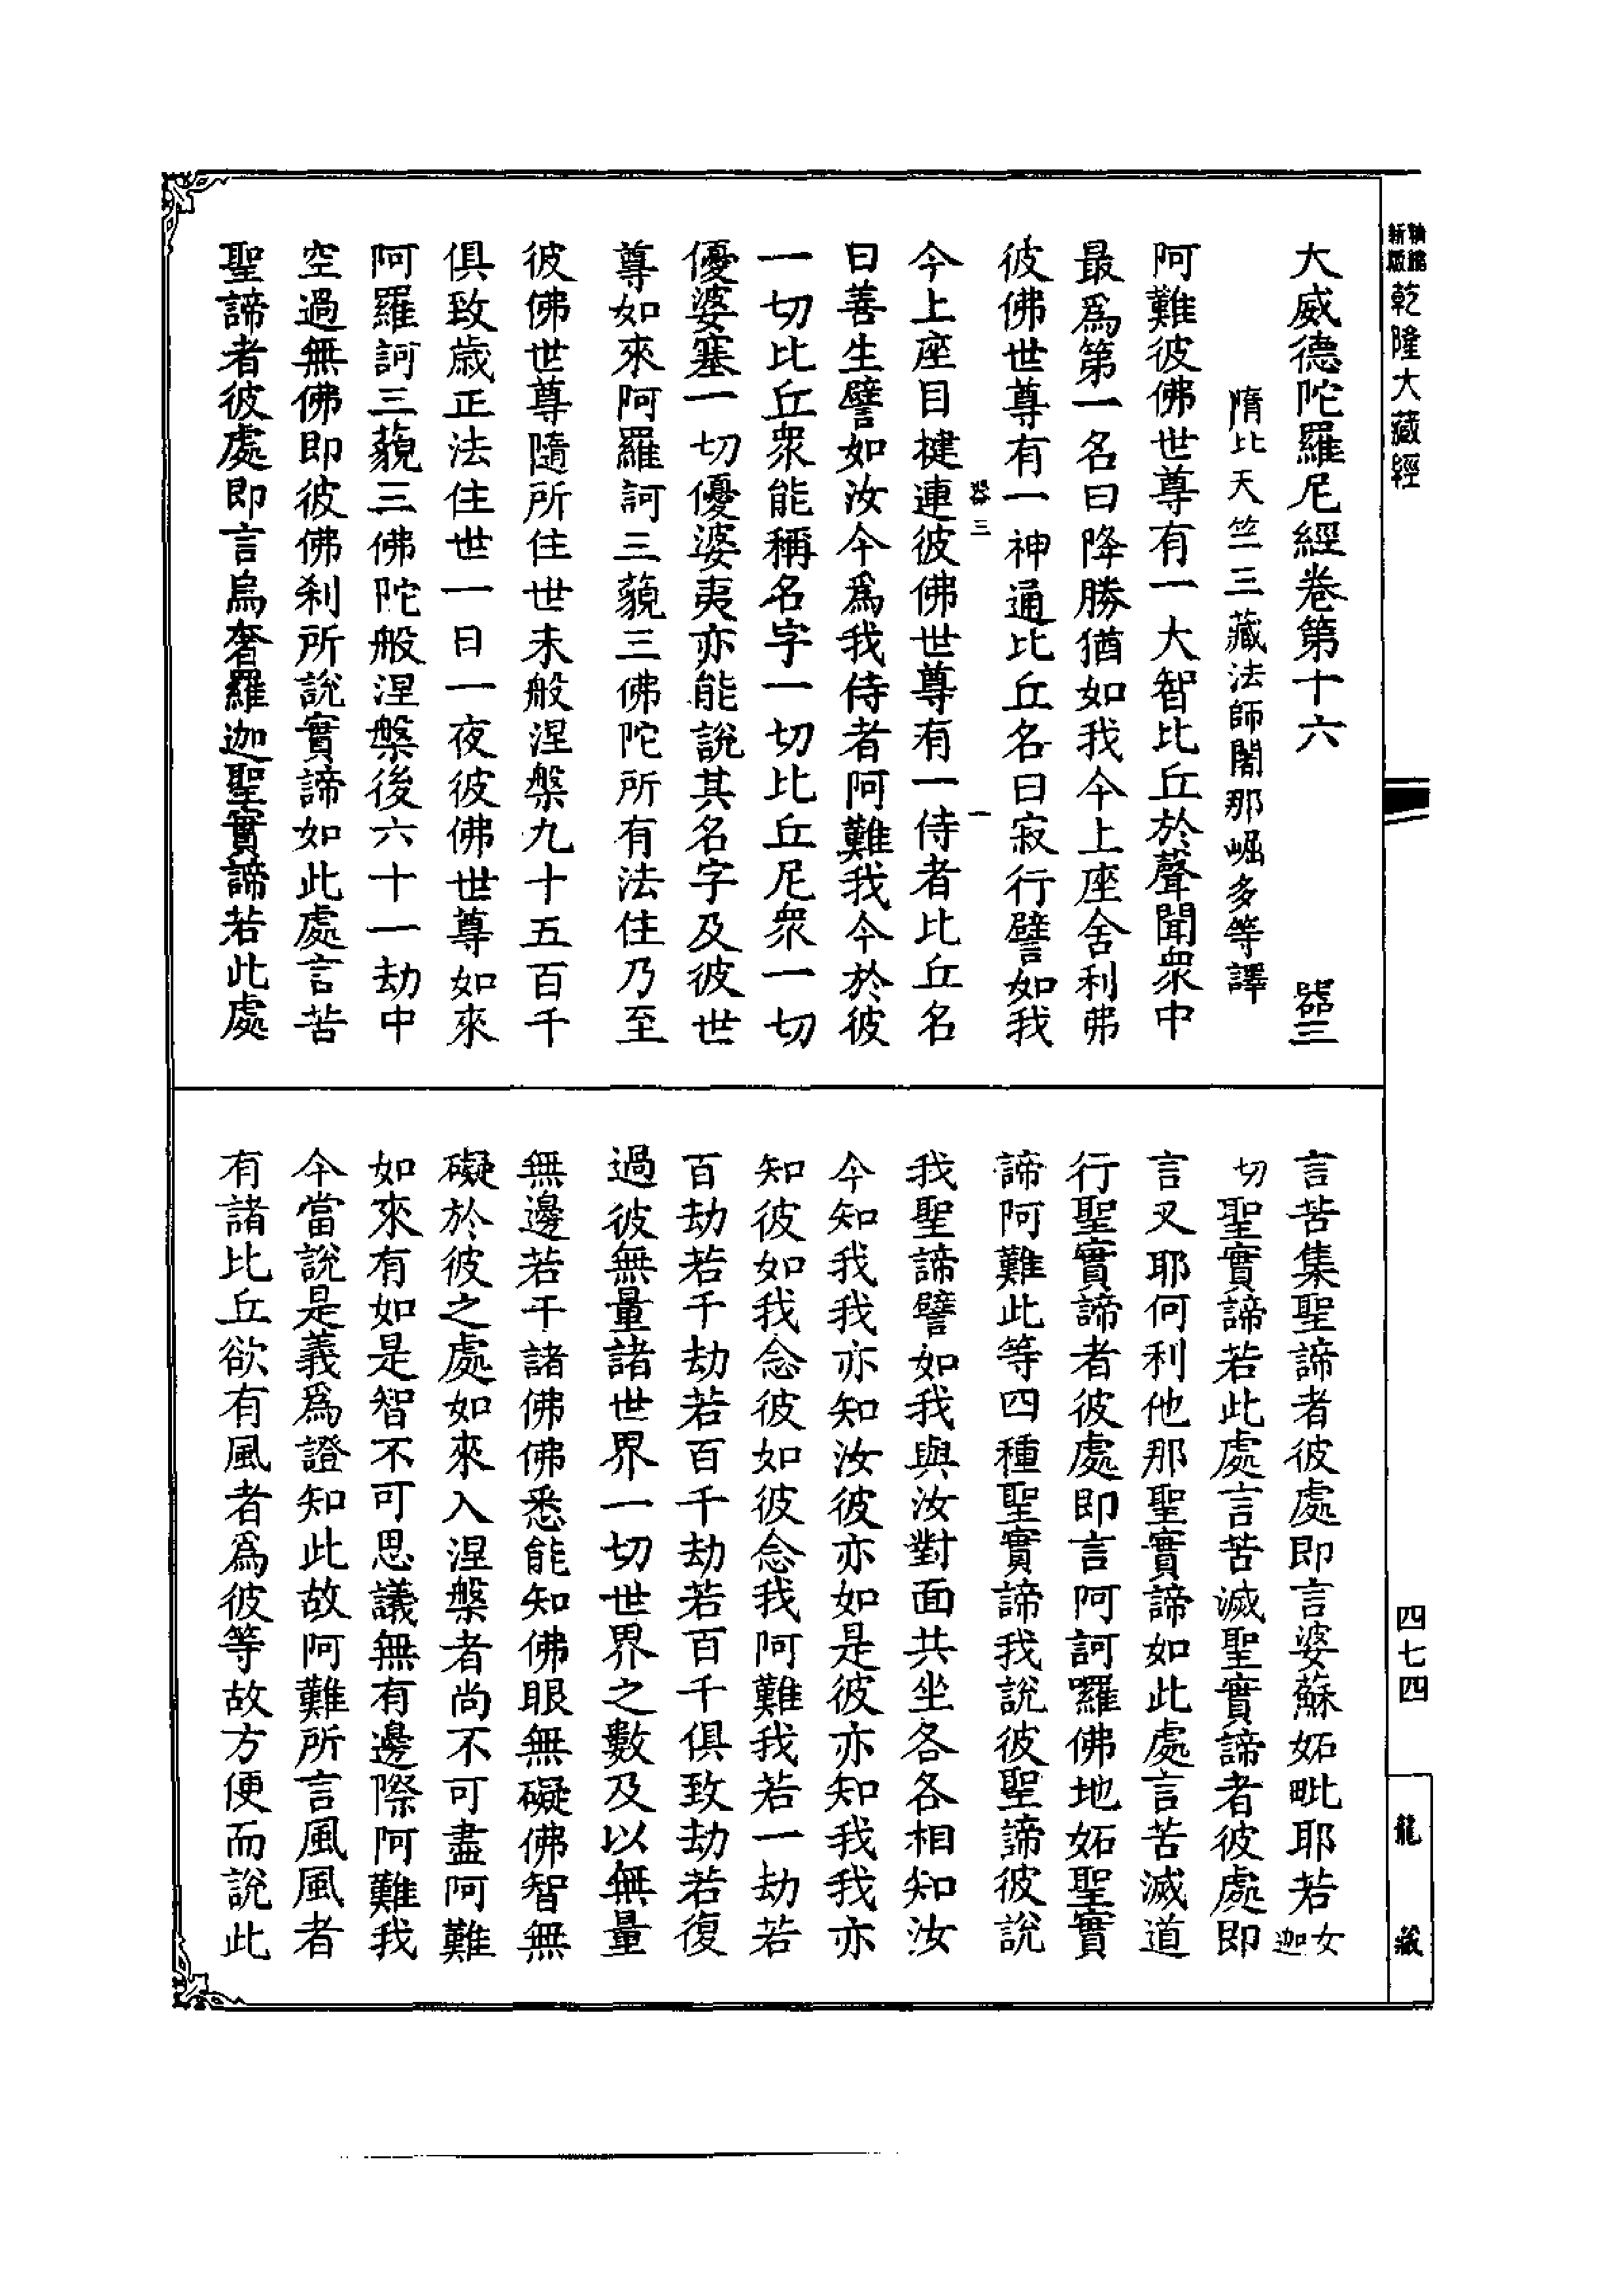 大威德陀羅尼經卷第十六　器三
隋北天竺三藏法師闍那崛多等譯
阿難彼佛世尊有一大智比丘於聲聞衆中
最爲第一名曰降勝猶如我今上座舍利弗
彼佛世尊有一神通比丘名曰寂行譬如我
器三　一
今上座目揵連彼佛世尊有一侍者比丘名
曰善生譬如汝今爲我侍者阿難我今於彼
一切比丘衆能稱名字一切比丘尼衆一切
優婆塞一切優婆夷亦能說其名字及彼世
尊如來阿羅訶三藐三佛陀所有法住乃至
彼佛世尊隨所住世未般涅槃九十五百千
俱致歲正法住世一日一夜彼佛世尊如來
阿羅訶三藐三佛陀般涅槃後六十一劫中
空過無佛即彼佛刹所說實諦如此處言苦
聖諦者彼處即言烏奢羅迦聖實諦若此處
言苦集聖諦者彼處即言婆蘇妬毗耶若女迦
切聖實諦若此處言苦滅聖實諦者彼處即
言叉耶何利他那聖實諦如此處言苦滅道
行聖實諦者彼處即言阿訶囉佛地妬聖實
諦阿難此等四種聖實諦我說彼聖諦彼說
我聖諦譬如我與汝對面共坐各各相知汝
今知我我亦知汝彼亦如是彼亦知我我亦
知彼如我念彼如彼念我阿難我若一劫若
百劫若千劫若百千劫若百千俱致劫若復
過彼無量諸世界一切世界之數及以無量
無邊若干諸佛佛悉能知佛眼無礙佛智無
礙於彼之處如來入涅槃者尚不可盡阿難
如來有如是智不可思議無有邊際阿難我
今當說是義爲證知此故阿難所言風風者
有諸比丘欲有風者爲彼等故方便而說此
新版乾隆大藏經
四七四
龍藏